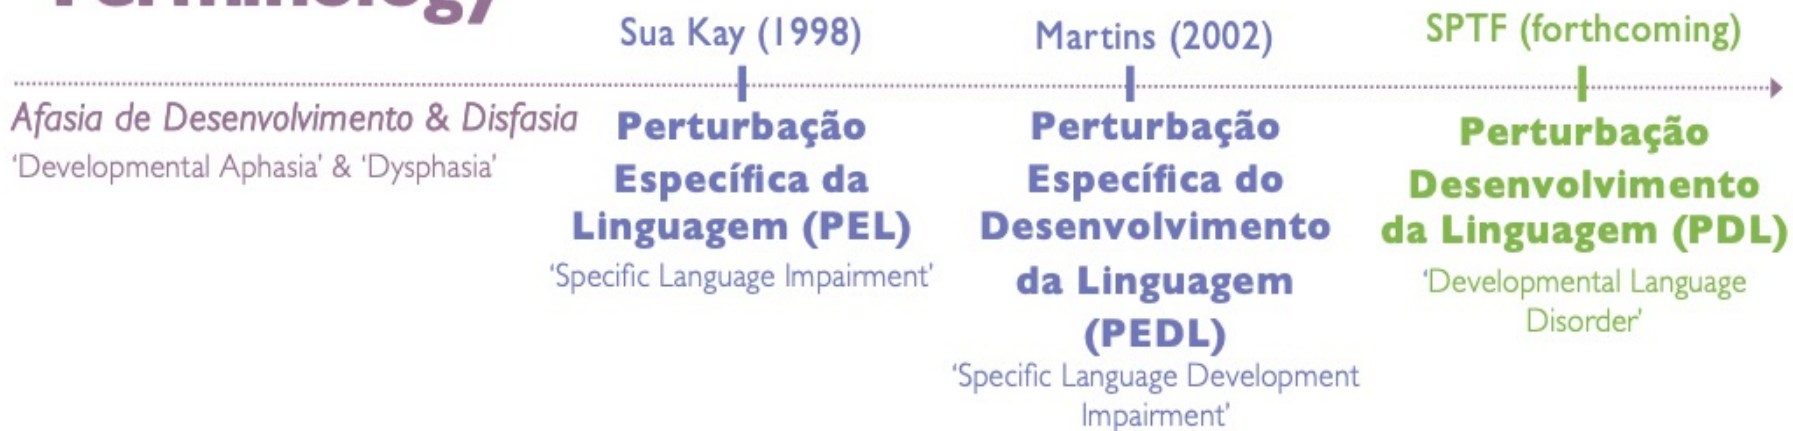 Terminology
Sua Kay (1998)
Martins (2002)
SPTF (forthcoming)
Afasia de Desenvolvimento & Disfasia
'Developmental Aphasia' & 'Dysphasia'
Perturbação
Específica da
Linguagem (PEL)
'Specific Language Impairment'
Perturbação
Específica do
Desenvolvimento
da Linguagem
(PEDL)
'Specific Language Development
Impairment'
Perturbação
Desenvolvimento
da Linguagem (PDL)
'Developmental Language
Disorder'